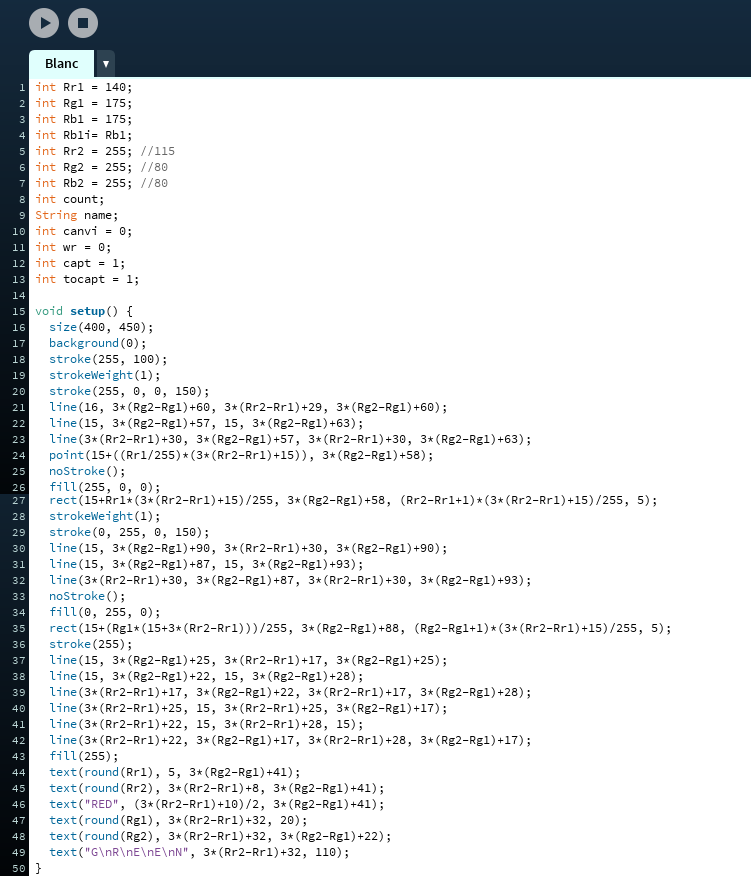 Blanc ▼
1 int Rr1 = 140;
2 int Rg1 = 175;
3 int Rb1 = 175;
4 int Rb1i= Rb1;
5 int Rr2 = 255; //115
6 int Rg2 = 255; //80
7 int Rb2 = 255; //80
8 int count;
9 String name;
10 int canvi = 0;
11 int wr = 0;
12 int capt = 1;
13 int tocapt = 1;
14
15 void setup() {
16   size(400, 450);
17   background(0);
18   stroke(255, 100);
19   strokeWeight(1);
20   stroke(255, 0, 0, 150);
21   line(16, 3*(Rg2-Rg1)+60, 3*(Rr2-Rr1)+29, 3*(Rg2-Rg1)+60);
22   line(15, 3*(Rg2-Rg1)+57, 15, 3*(Rg2-Rg1)+63);
23   line(3*(Rr2-Rr1)+30, 3*(Rg2-Rg1)+57, 3*(Rr2-Rr1)+30, 3*(Rg2-Rg1)+63);
24   point(15+((Rr1/255)*(3*(Rr2-Rr1)+15)), 3*(Rg2-Rg1)+58);
25   noStroke();
26   fill(255, 0, 0);
27   rect(15+Rr1*(3*(Rr2-Rr1)+15)/255, 3*(Rg2-Rg1)+58, (Rr2-Rr1+1)*(3*(Rr2-Rr1)+15)/255, 5);
28   strokeWeight(1);
29   stroke(0, 255, 0, 150);
30   line(15, 3*(Rg2-Rg1)+90, 3*(Rr2-Rr1)+30, 3*(Rg2-Rg1)+90);
31   line(15, 3*(Rg2-Rg1)+87, 15, 3*(Rg2-Rg1)+93);
32   line(3*(Rr2-Rr1)+30, 3*(Rg2-Rg1)+87, 3*(Rr2-Rr1)+30, 3*(Rg2-Rg1)+93);
33   noStroke();
34   fill(0, 255, 0);
35   rect(15+(Rg1*(15+3*(Rr2-Rr1)))/255, 3*(Rg2-Rg1)+88, (Rg2-Rg1+1)*(3*(Rr2-Rr1)+15)/255, 5);
36   stroke(255);
37   line(15, 3*(Rg2-Rg1)+25, 3*(Rr2-Rr1)+17, 3*(Rg2-Rg1)+25);
38   line(15, 3*(Rg2-Rg1)+22, 15, 3*(Rg2-Rg1)+28);
39   line(3*(Rr2-Rr1)+17, 3*(Rg2-Rg1)+22, 3*(Rr2-Rr1)+17, 3*(Rg2-Rg1)+28);
40   line(3*(Rr2-Rr1)+25, 15, 3*(Rr2-Rr1)+25, 3*(Rg2-Rg1)+17);
41   line(3*(Rr2-Rr1)+22, 15, 3*(Rr2-Rr1)+28, 15);
42   line(3*(Rr2-Rr1)+22, 3*(Rg2-Rg1)+17, 3*(Rr2-Rr1)+28, 3*(Rg2-Rg1)+17);
43   fill(255);
44   text(round(Rr1), 5, 3*(Rg2-Rg1)+41);
45   text(round(Rr2), 3*(Rr2-Rr1)+8, 3*(Rg2-Rg1)+41);
46   text("RED", (3*(Rr2-Rr1)+10)/2, 3*(Rg2-Rg1)+41);
47   text(round(Rg1), 3*(Rr2-Rr1)+32, 20);
48   text(round(Rg2), 3*(Rr2-Rr1)+32, 3*(Rg2-Rg1)+22);
49   text("G\nR\nE\nE\nN", 3*(Rr2-Rr1)+32, 110);
50 }